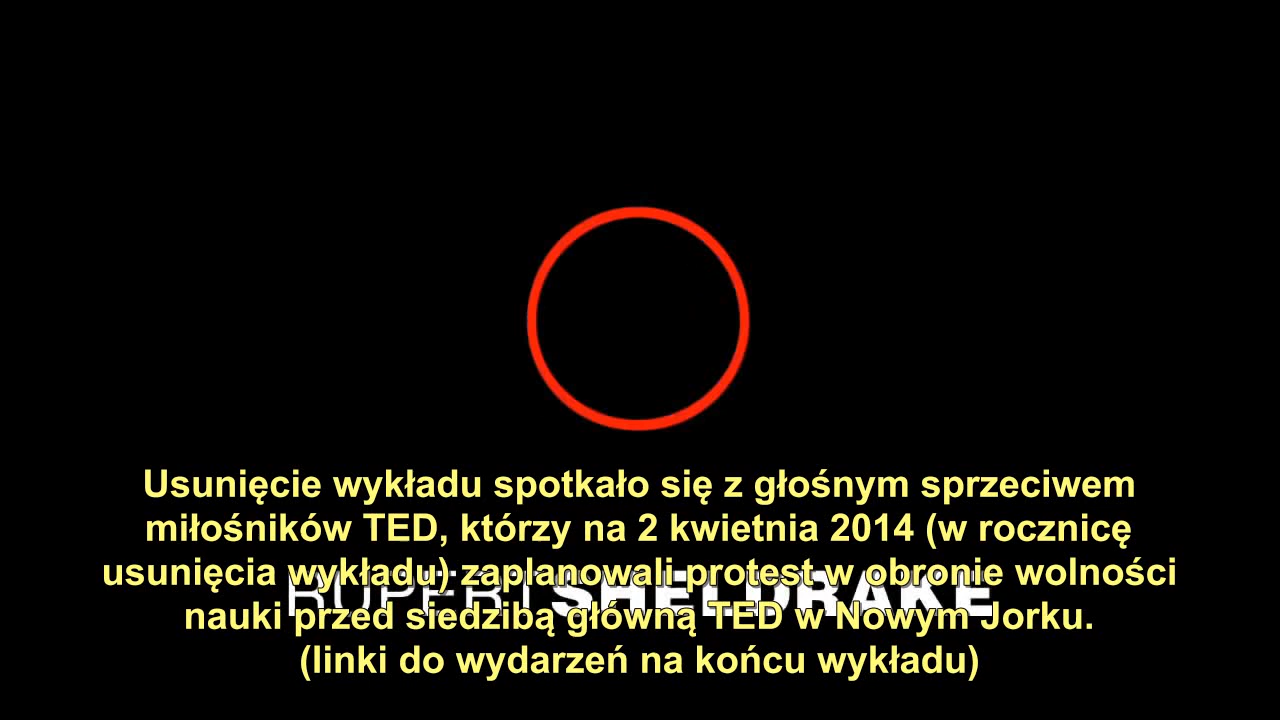 Usunięcie wykładu spotkało się z głośnym sprzeciwem
miłośników TED, którzy na 2 kwietnia 2014 (w rocznicę
usunięcia wykładu) zaplanowali protest w obronie wolności
RUPERT SHELDRAKE
nauki przed siedzibą główną TED w Nowym Jorku.
(linki do wydarzeń na końcu wykładu)